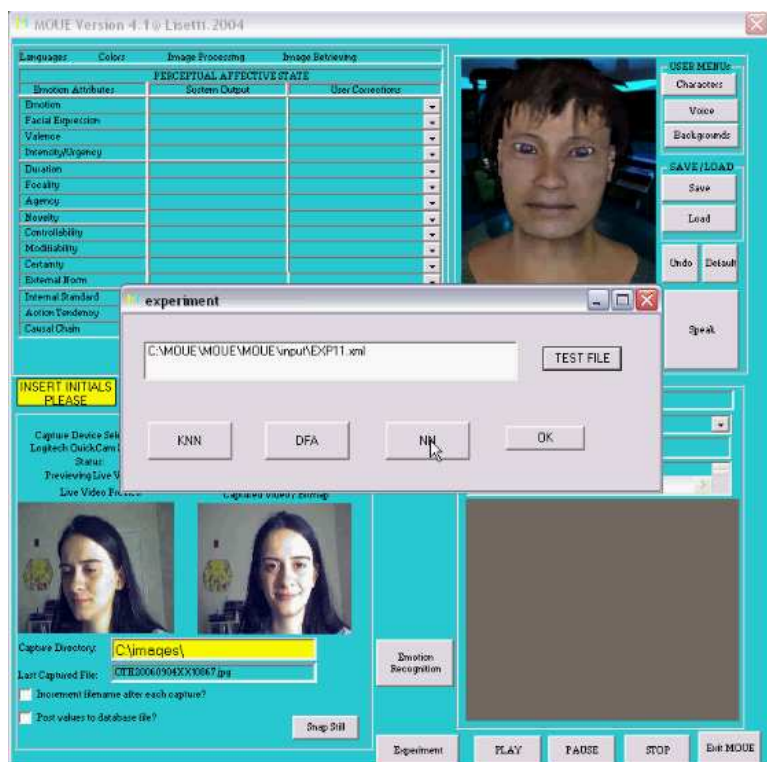 MOUE Version 4.1@ Lisetti.2004
Languages Colors Image Processing Image Retrieving
PERCEPTUAL AFFECTIVE STATE
Emotion Attributes System Output User Corrections
Emotion
Facial Expression
Valence
Intensity/Urgency
Duration
Focality
Agency
Novelty
Controllability
Modifiability
Certainty
External Norm
Internal Standard
Action Tendency
Causal Chain
USER MENUs
Characters
Voice
Backgrounds
SAVE/LOAD
Save
Load
Undo Default
Speak
experiment
C:\MOUE\MOUE\MOUE\input\EXP11.xml
TEST FILE
KNN DFA NN OK
INSERT INITIALS
PLEASE
Capture Device
Logitech QuickCam
Status:
Previewing Live
Live Video
Captured Video / Bitmap
Capture Directory: C:\images\
Last Captured File:
Increment filename after each capture?
Post values to database file?
Snap Still
Emotion
Recognition
Experiment PLAY PAUSE STOP Exit MOUE